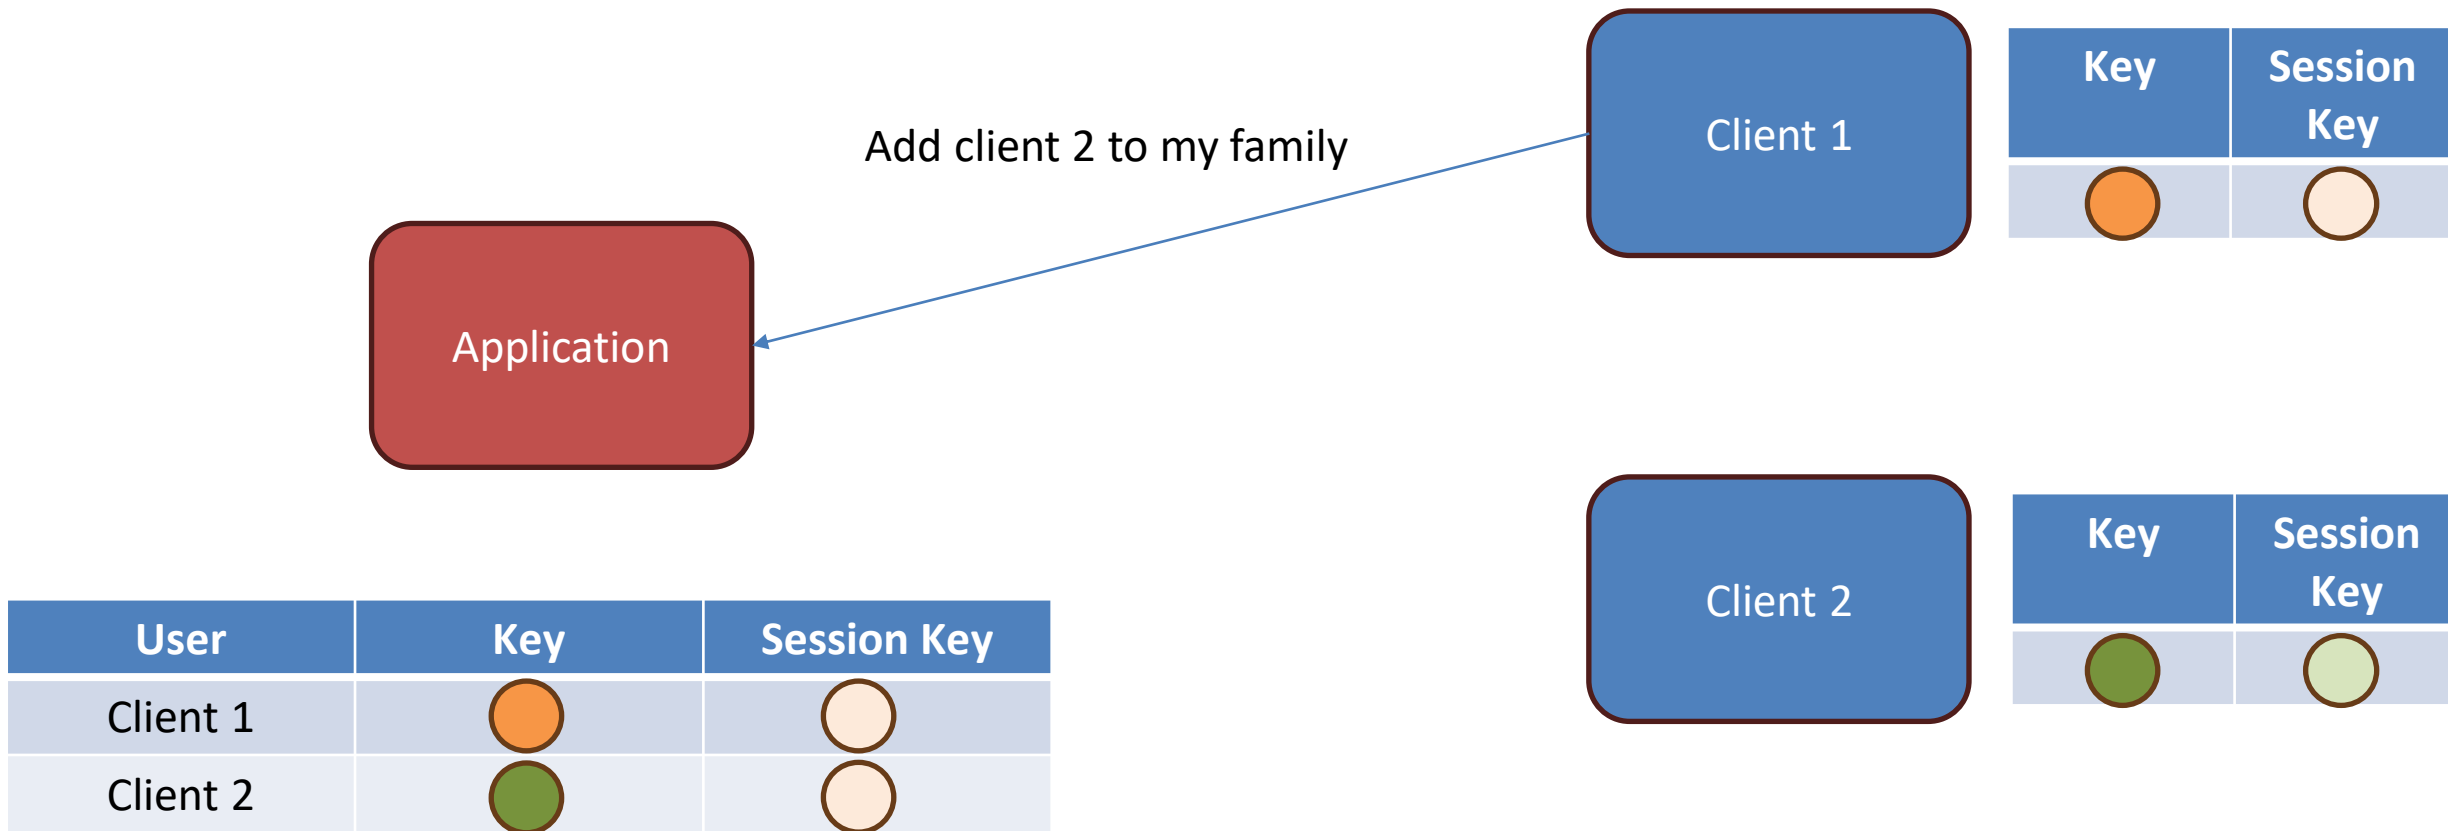 Add client 2 to my family
Client 1
Key
Session
Key
Application
Client 2
Key
Session
Key
User
Key
Session Key
Client 1
Client 2